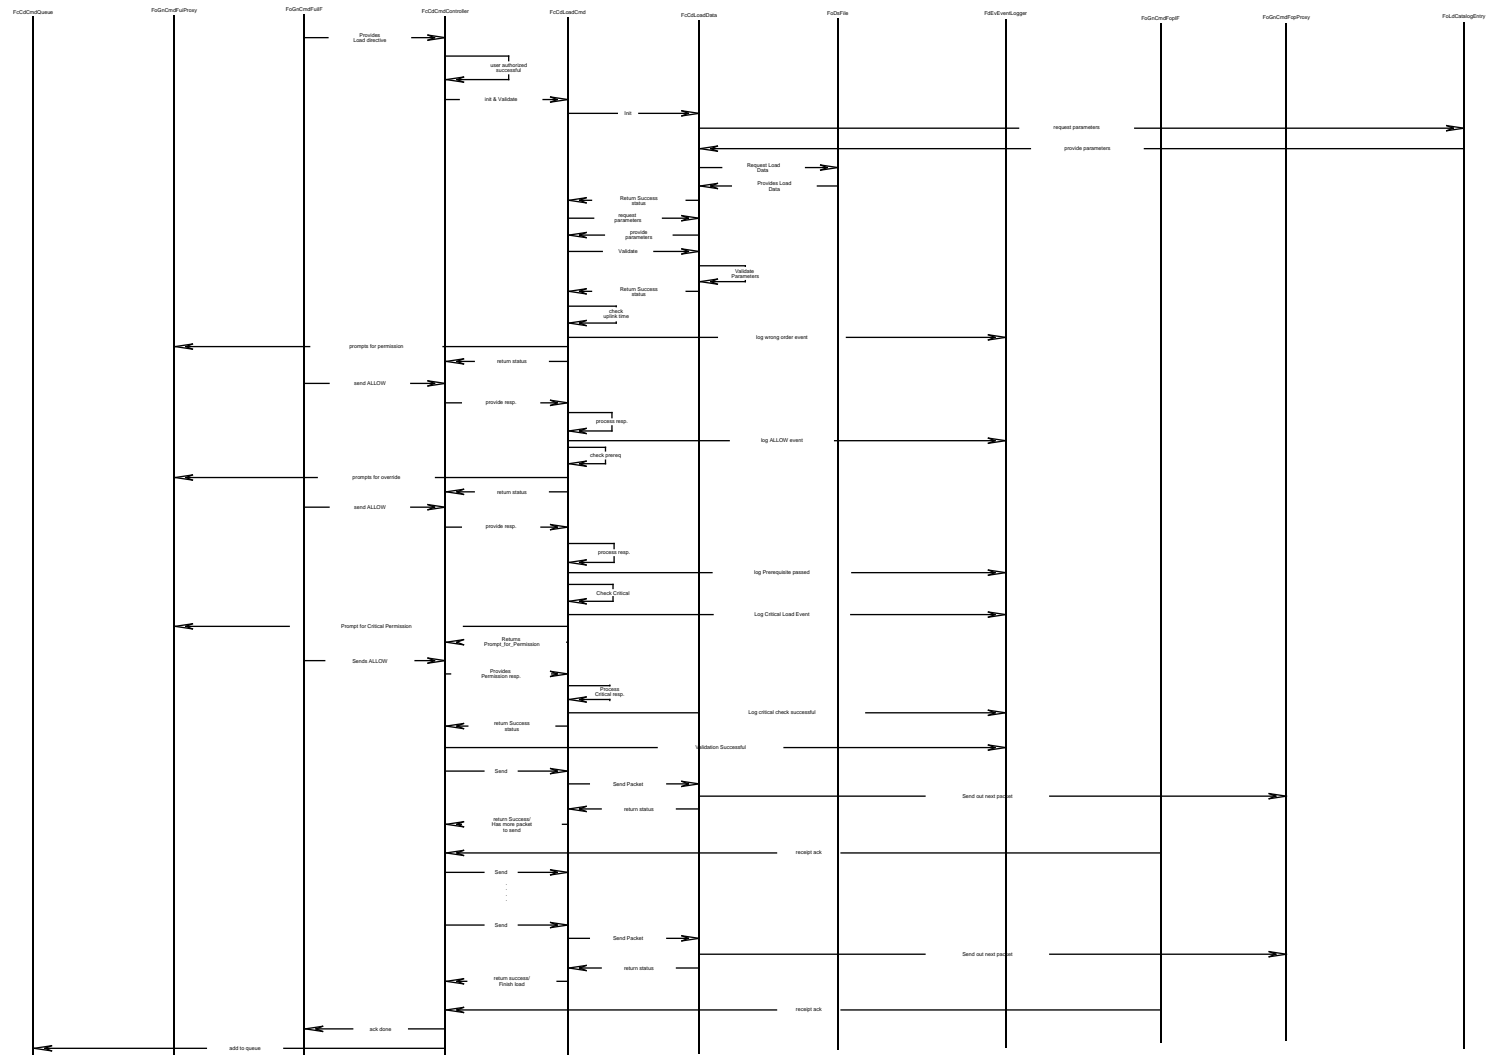 FcCdCmdQueue
FoGnCmdFuiProxy
FoGnCmdFuiIF
FcCdCmdController
FcCdLoadCmd
FcCdLoadData
FoDsFile
FdEvEventLogger
FoGnCmdFopIF
FoGnCmdFopProxy
FoLdCatalogEntry
Provides
Load directive
user authorized
successful
init & Validate
Init
request parameters
provide parameters
Request Load
Data
Provides Load
Data
Return Success
status
request
parameters
provide
parameters
Validate
Validate
Parameters
Return Success
status
check
uplink time
log wrong order event
prompts for permission
return status
send ALLOW
provide resp.
process resp.
log ALLOW event
check prereq
prompts for override
return status
send ALLOW
provide resp.
process resp.
log Prerequisite passed
Check Critical
Log Critical Load Event
Prompt for Critical Permission
Returns
Prompt_for_Permission
Sends ALLOW
Provides
Permission resp.
Process
Critical resp.
Log critical check successful
return Success
status
Validation Successful
Send
Send Packet
Send out next packet
return status
return Success/
Has more packet
to send
receipt ack
Send
.
.
.
.
Send
Send Packet
Send out next packet
return status
return success/
Finish load
receipt ack
ack done
add to queue